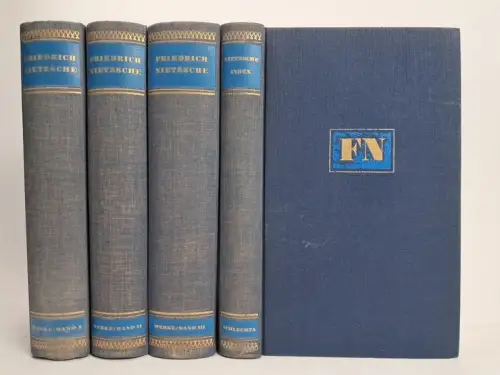 FRIEDRICH
NIETZSCHE
WERKE/BAND I
FRIEDRICH
NIETZSCHE
WERKE/BAND II
FRIEDRICH
NIETZSCHE
WERKE/BAND III
NIETZSCHE
INDEX
SCHLECHTA
FN